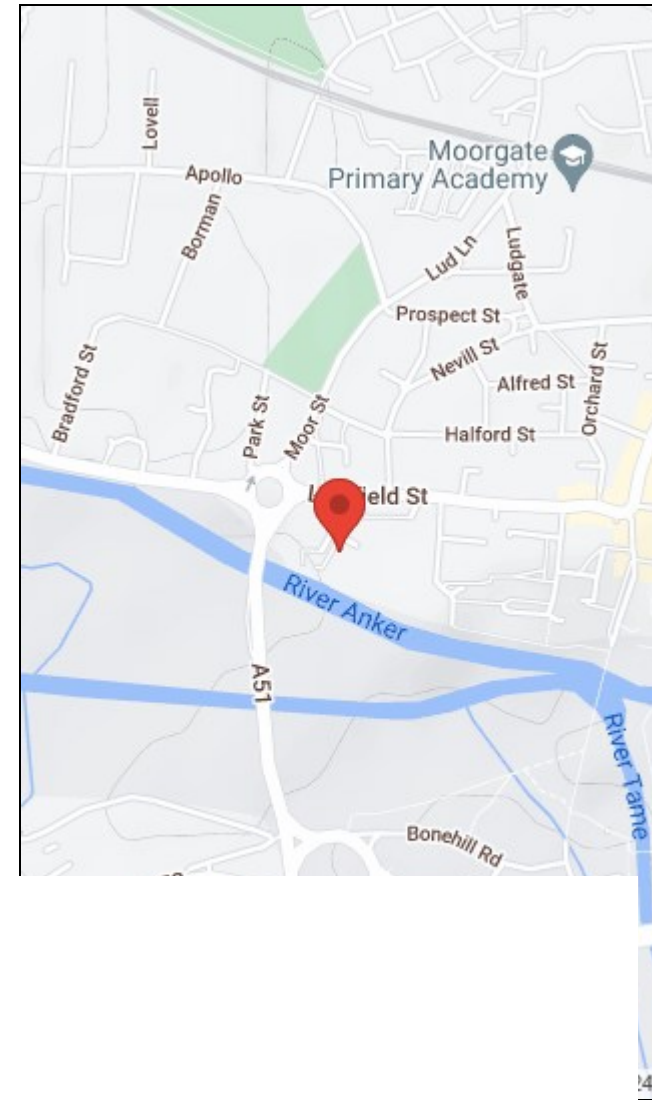 Lovell
Moorgate
Primary Academy
Apollo
Borman
Lud Ln
Ludgate
Prospect St
Nevill St
Bradford St
Alfred St
Orchard St
Park St
Moor St
Halford St
field St
River Anker
A51
River Tame
Bonehill Rd